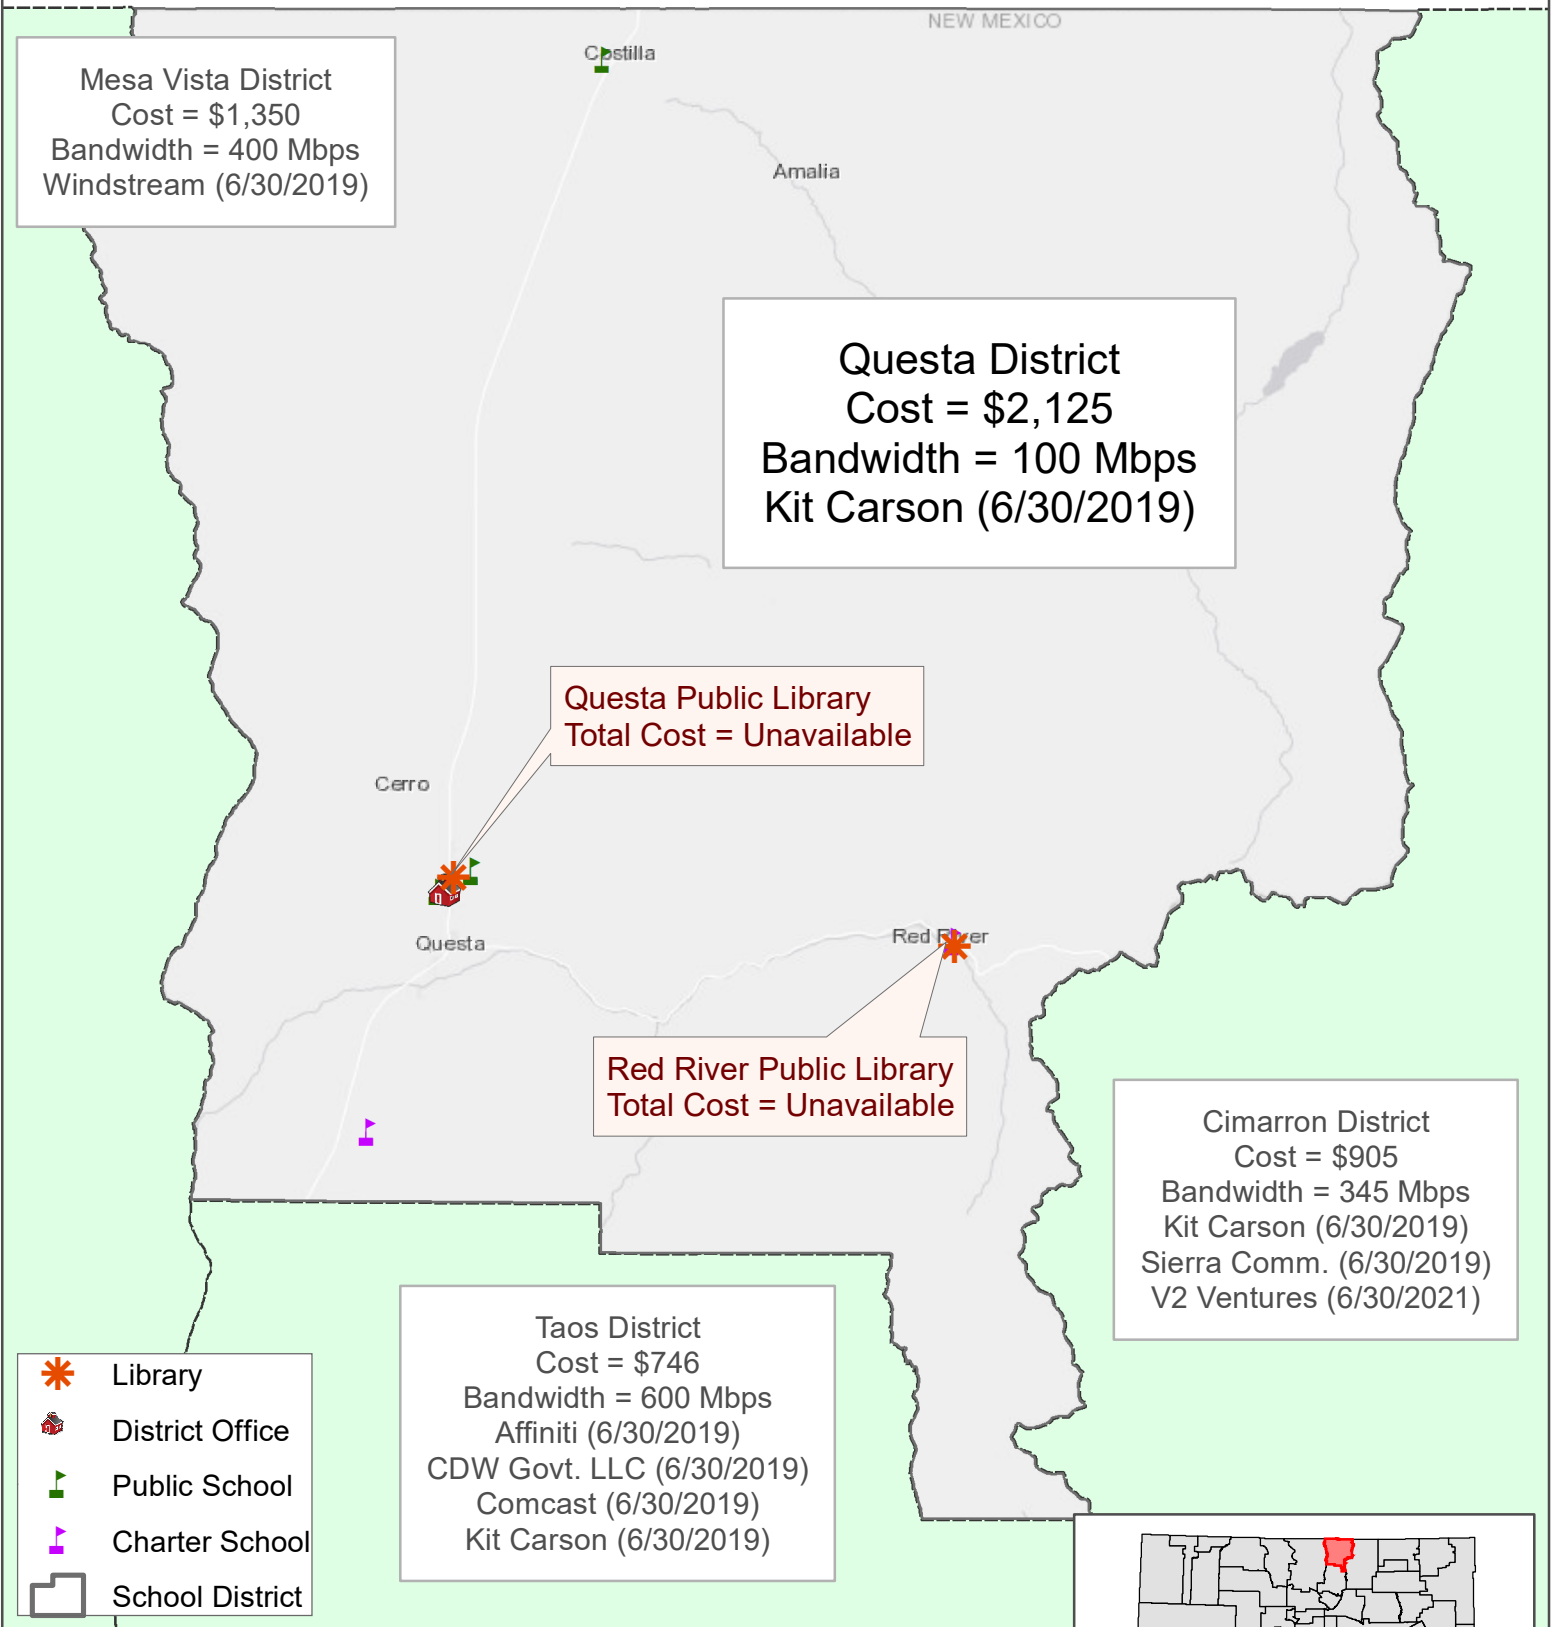 NEW MEXICO
Costilla
Mesa Vista District
Cost = $1,350
Bandwidth = 400 Mbps
Windstream (6/30/2019)
Amalia
Questa District
Cost = $2,125
Bandwidth = 100 Mbps
Kit Carson (6/30/2019)
Questa Public Library
Total Cost = Unavailable
Cerro
Questa
Red River
Red River Public Library
Total Cost = Unavailable
Cimarron District
Cost = $905
Bandwidth = 345 Mbps
Kit Carson (6/30/2019)
Sierra Comm. (6/30/2019)
V2 Ventures (6/30/2021)
Taos District
Cost = $746
Bandwidth = 600 Mbps
Affiniti (6/30/2019)
CDW Govt. LLC (6/30/2019)
Comcast (6/30/2019)
Kit Carson (6/30/2019)
Library
District Office
Public School
Charter School
School District